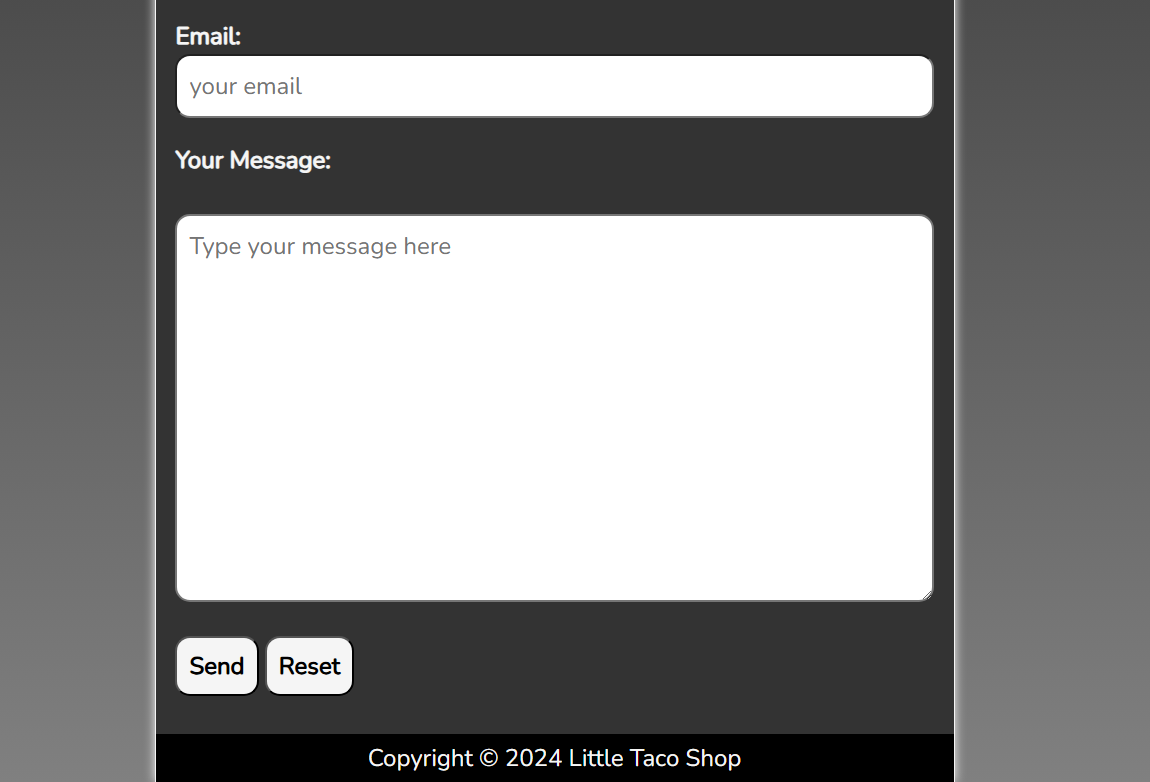 Email:
your email
Your Message:
Type your message here
Send Reset
Copyright © 2024 Little Taco Shop